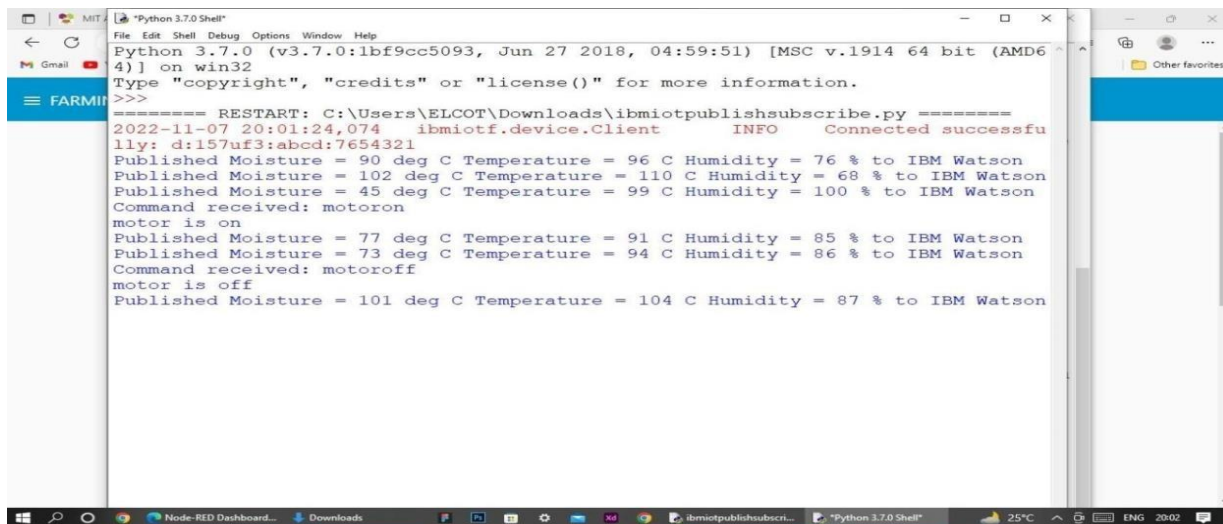 MIT
*Python 3.7.0 Shell*
File Edit Shell Debug Options Window Help
Gmail
Other favorites
FARMIN
Python 3.7.0 (v3.7.0:1bf9cc5093, Jun 27 2018, 04:59:51) [MSC v.1914 64 bit (AMD6
4)] on win32
Type "copyright", "credits" or "license()" for more information.
>>>
======== RESTART: C:\Users\ELCOT\Downloads\ibmiotpublishsubscribe.py ========
2022-11-07 20:01:24,074 ibmiotf.device.Client INFO Connected successfu
lly: d:157uf3:abcd:7654321
Published Moisture = 90 deg C Temperature = 96 C Humidity = 76 % to IBM Watson
Published Moisture = 102 deg C Temperature = 110 C Humidity = 68 % to IBM Watson
Published Moisture = 45 deg C Temperature = 99 C Humidity = 100 % to IBM Watson
Command received: motoron
motor is on
Published Moisture = 77 deg C Temperature = 91 C Humidity = 85 % to IBM Watson
Published Moisture = 73 deg C Temperature = 94 C Humidity = 86 % to IBM Watson
Command received: motoroff
motor is off
Published Moisture = 101 deg C Temperature = 104 C Humidity = 87 % to IBM Watson
Node-RED Dashboard... Downloads ibmiotpublishsubscri... *Python 3.7.0 Shell* 25°C ENG 20:02